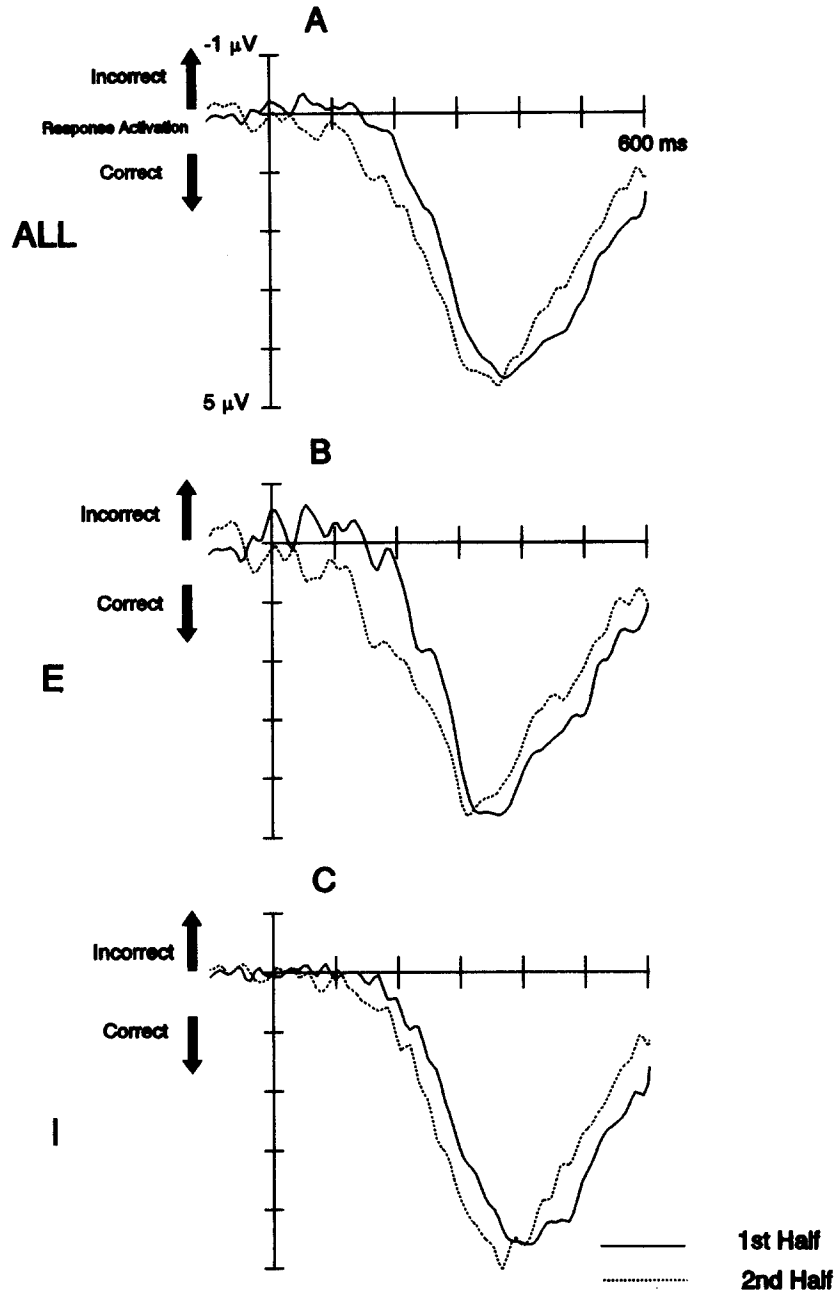 A
-1 µV
Incorrect
Response Activation
600 ms
Correct
ALL
5 µV
B
Incorrect
Correct
E
C
Incorrect
Correct
I
1st Half
2nd Half